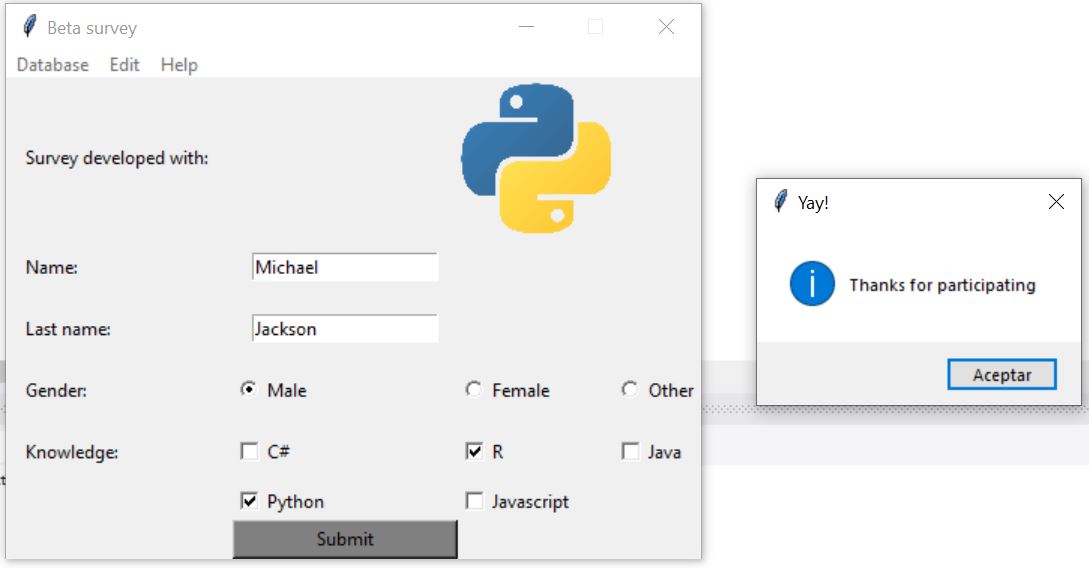 Beta survey
Database Edit Help
Survey developed with:
Name: Michael
Last name: Jackson
Gender: Male Female Other
Knowledge: C# R Java
Python Javascript
Submit
Yay!
Thanks for participating
Aceptar